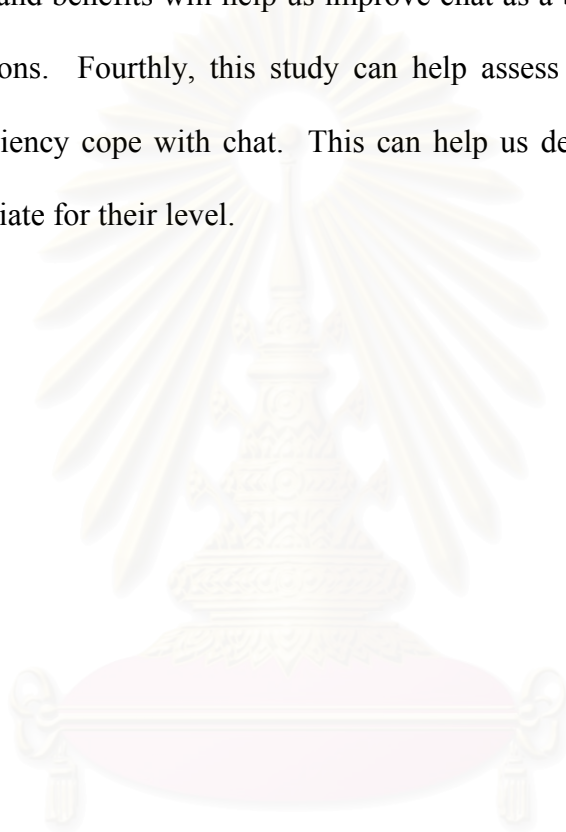 and benefits will help us improve chat as a
ons. Fourthly, this study can help assess
iency cope with chat. This can help us de
iate for their level.